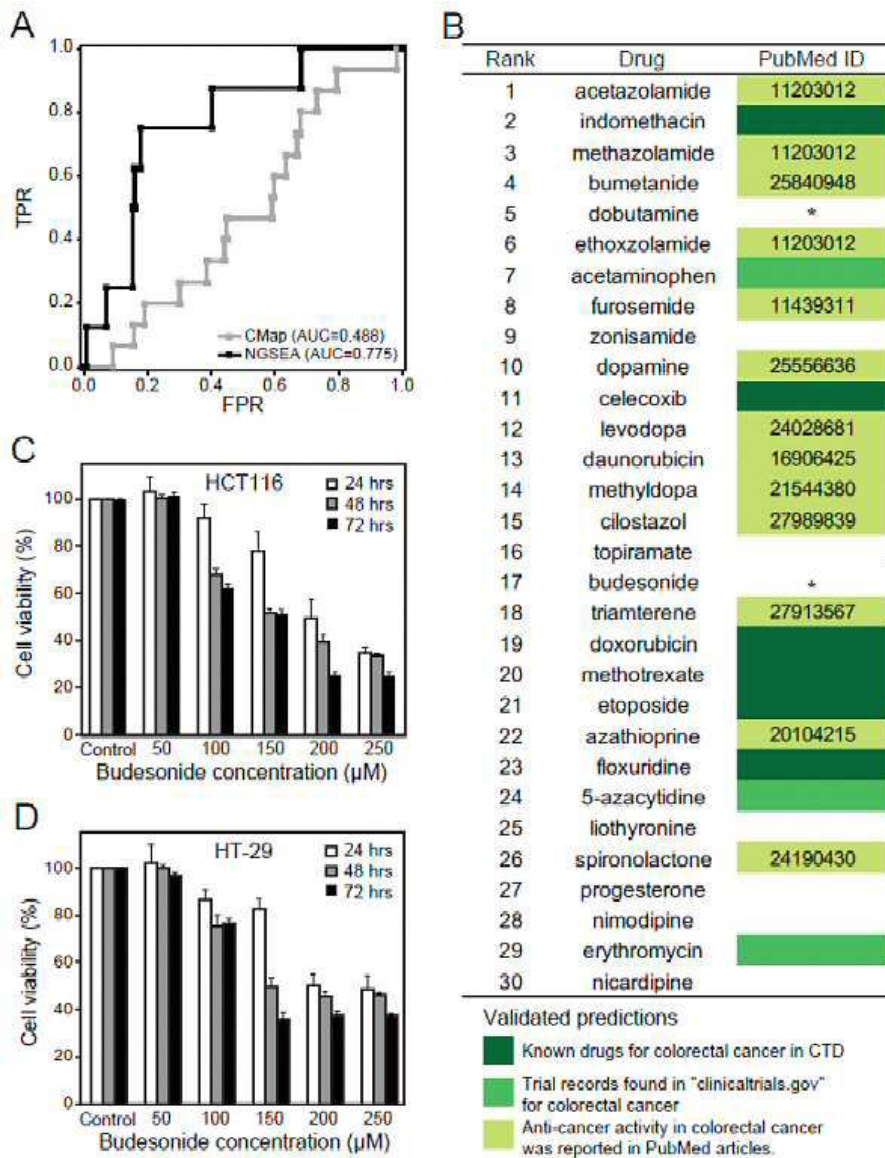 A
1.0
0.8
0.6
0.4
0.2
0.0
TPR
CMap (AUC=0.488)
NGSEA (AUC=0.775)
0.0 0.2 0.4 0.6 0.8 1.0
FPR
B
Rank Drug PubMed ID
1 acetazolamide 11203012
2 indomethacin
3 methazolamide 11203012
4 bumetanide 25840948
5 dobutamine *
6 ethoxzolamide 11203012
7 acetaminophen
8 furosemide 11439311
9 zonisamide
10 dopamine 25556636
11 celecoxib
12 levodopa 24028681
13 daunorubicin 16906425
14 methyldopa 21544380
15 cilostazol 27989839
16 topiramate
17 budesonide *
18 triamterene 27913567
19 doxorubicin
20 methotrexate
21 etoposide
22 azathioprine 20104215
23 floxuridine
24 5-azacytidine
25 liothyronine
26 spironolactone 24190430
27 progesterone
28 nimodipine
29 erythromycin
30 nicardipine
Validated predictions
Known drugs for colorectal cancer in CTD
Trial records found in "clinicaltrials.gov"
for colorectal cancer
Anti-cancer activity in colorectal cancer
was reported in PubMed articles.
C
HCT116
24 hrs
48 hrs
72 hrs
100
80
60
40
20
0
Cell viability (%)
Control 50 100 150 200 250
Budesonide concentration (µM)
D
HT-29
24 hrs
48 hrs
72 hrs
100
80
60
40
20
0
Cell viability (%)
Control 50 100 150 200 250
Budesonide concentration (µM)